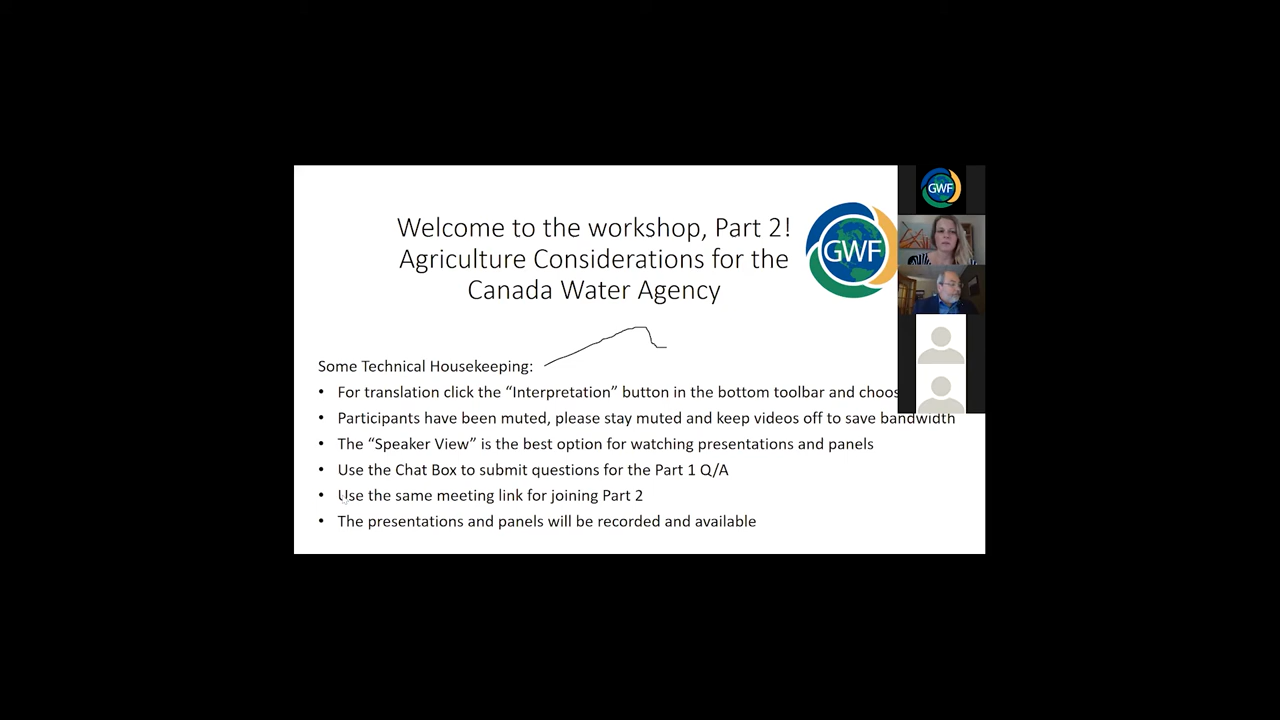 Welcome to the workshop, Part 2!
Agriculture Considerations for the
Canada Water Agency
GWF
GWF
Some Technical Housekeeping:
• For translation click the “Interpretation” button in the bottom toolbar and
• Participants have been muted, please stay muted and keep videos off to save bandwidth
• The “Speaker View” is the best option for watching presentations and panels
• Use the Chat Box to submit questions for the Part 1 Q/A
• Use the same meeting link for joining Part 2
• The presentations and panels will be recorded and available